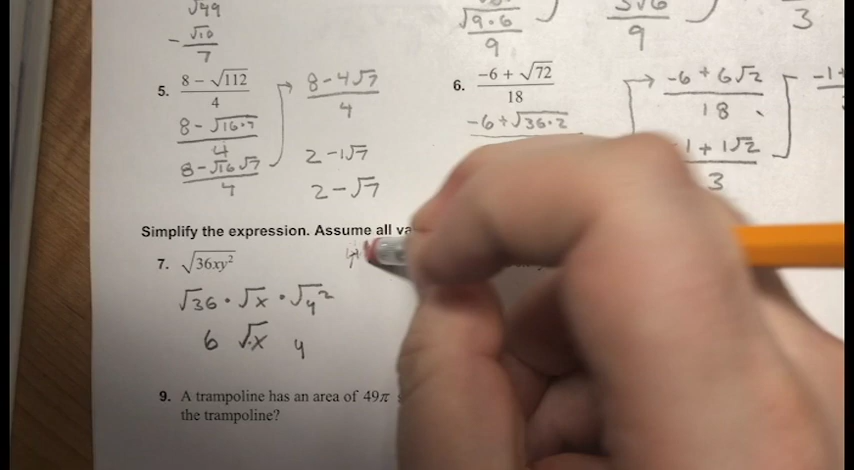 √49
- √10/7
√(9·6)/9
3√6/9
3
5. (8 − √112)/4
8-4√7/4
8-√16·7/4
8-√16√7/4
2-1√7
2-√7
6. (−6 + √72)/18
-6+6√2/18
-6+√36·2
1+1√2/3
Simplify the expression. Assume all va
7. √36xy²
√36 · √x · √y²
6 √x y
9. A trampoline has an area of 49π
the trampoline?